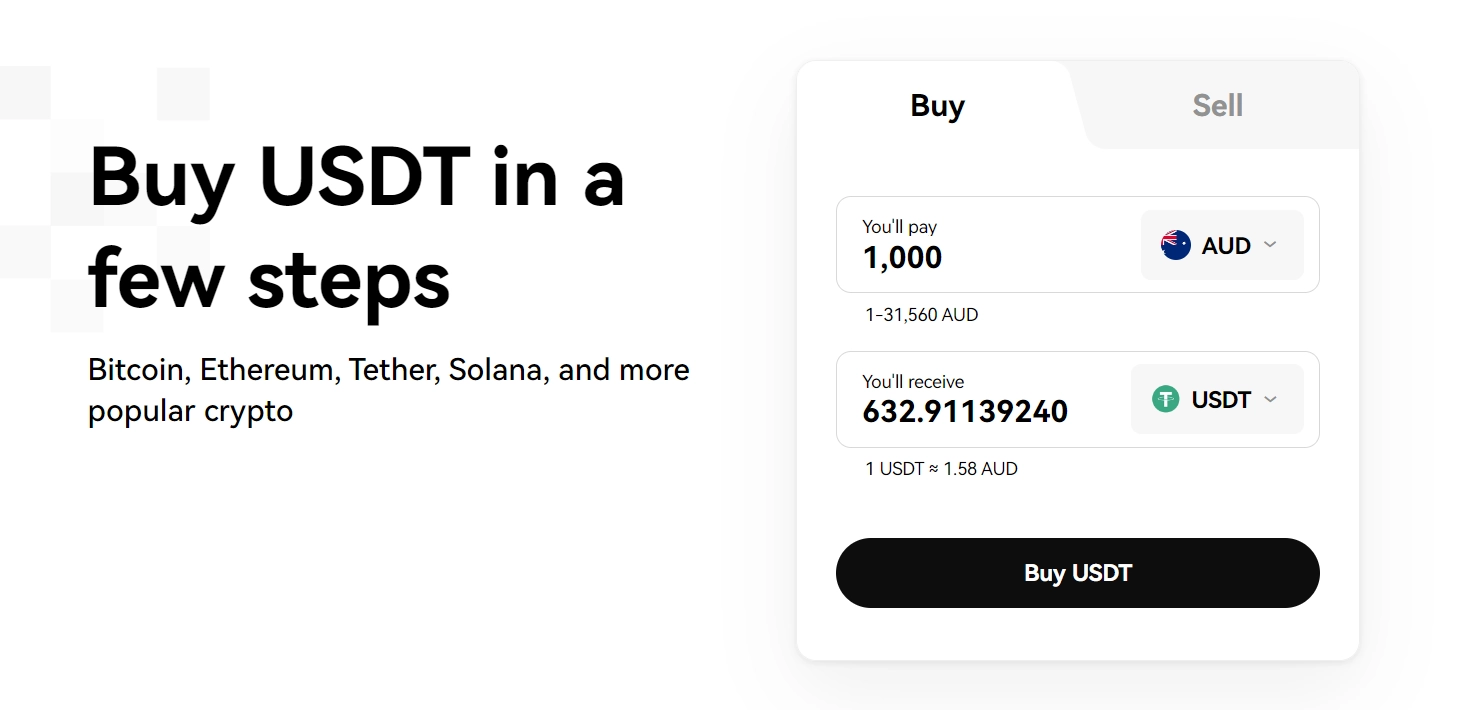 Buy USDT in a
few steps
Bitcoin, Ethereum, Tether, Solana, and more
popular crypto
Buy
Sell
You'll pay
1,000
AUD
1-31,560 AUD
You'll receive
632.91139240
USDT
1 USDT ≈ 1.58 AUD
Buy USDT